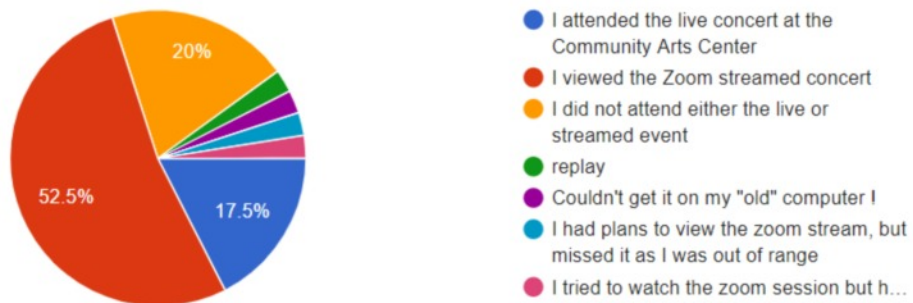 20%
52.5%
17.5%
I attended the live concert at the
Community Arts Center
I viewed the Zoom streamed concert
I did not attend either the live or
streamed event
replay
Couldn't get it on my "old" computer !
I had plans to view the zoom stream, but
missed it as I was out of range
I tried to watch the zoom session but h...